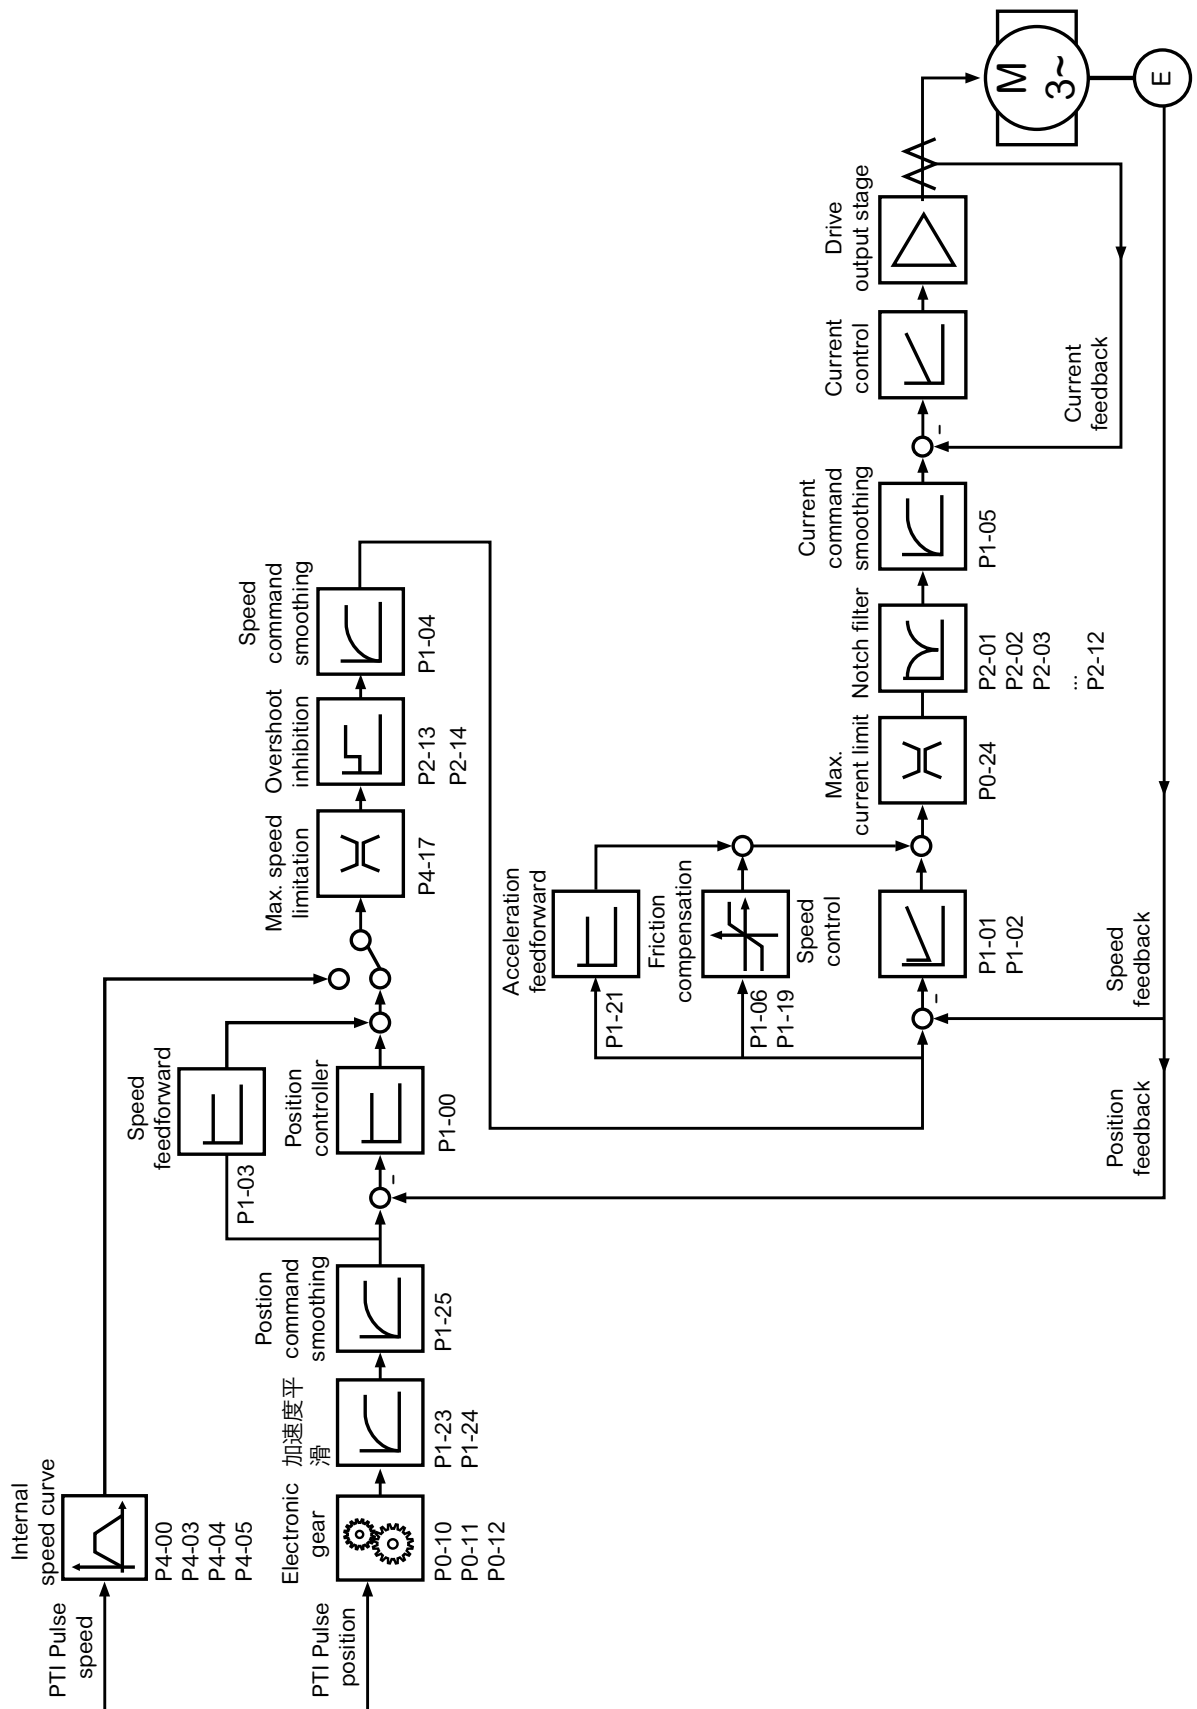 PTI Pulse
speed
Internal
speed curve
P4-00
P4-03
P4-04
P4-05
PTI Pulse
position
Electronic
gear
P0-10
P0-11
P0-12
加速度平
滑
P1-23
P1-24
Postion
command
smoothing
P1-25
Speed
feedforward
P1-03
Position
controller
P1-00
-
Max. speed
limitation
P4-17
Overshoot
inhibition
P2-13
P2-14
Speed
command
smoothing
P1-04
Acceleration
feedforward
P1-21
Friction
compensation
P1-06
P1-19
Speed
control
P1-01
P1-02
-
Max.
current limit
P0-24
Notch filter
P2-01
P2-02
P2-03
...
P2-12
Current
command
smoothing
P1-05
-
Current
control
Drive
output stage
Current
feedback
Speed
feedback
Position
feedback
M
3~
E